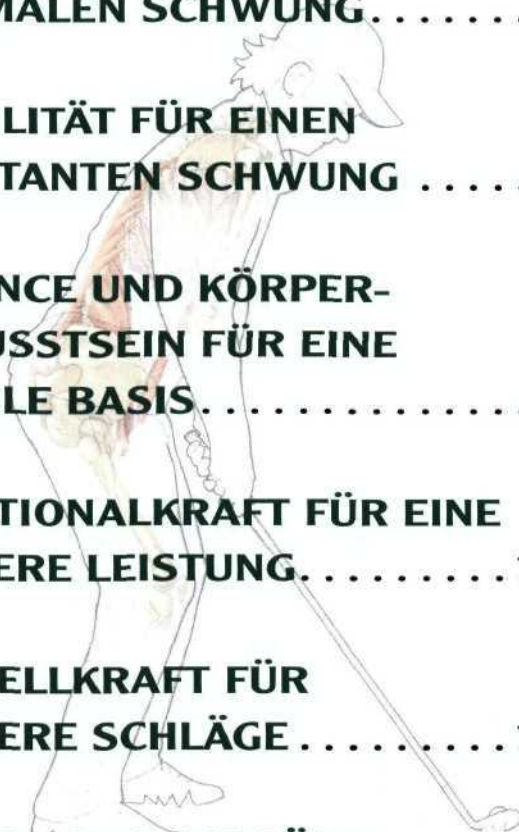 MALEN SCHWUNG........
LITÄT FÜR EINEN
TANTEN SCHWUNG .....
NCE UND KÖRPER-
USSTSEIN FÜR EINE
LE BASIS..............
TIONALKRAFT FÜR EINE
ERE LEISTUNG.........
ELLKRAFT FÜR
ERE SCHLÄGE.........